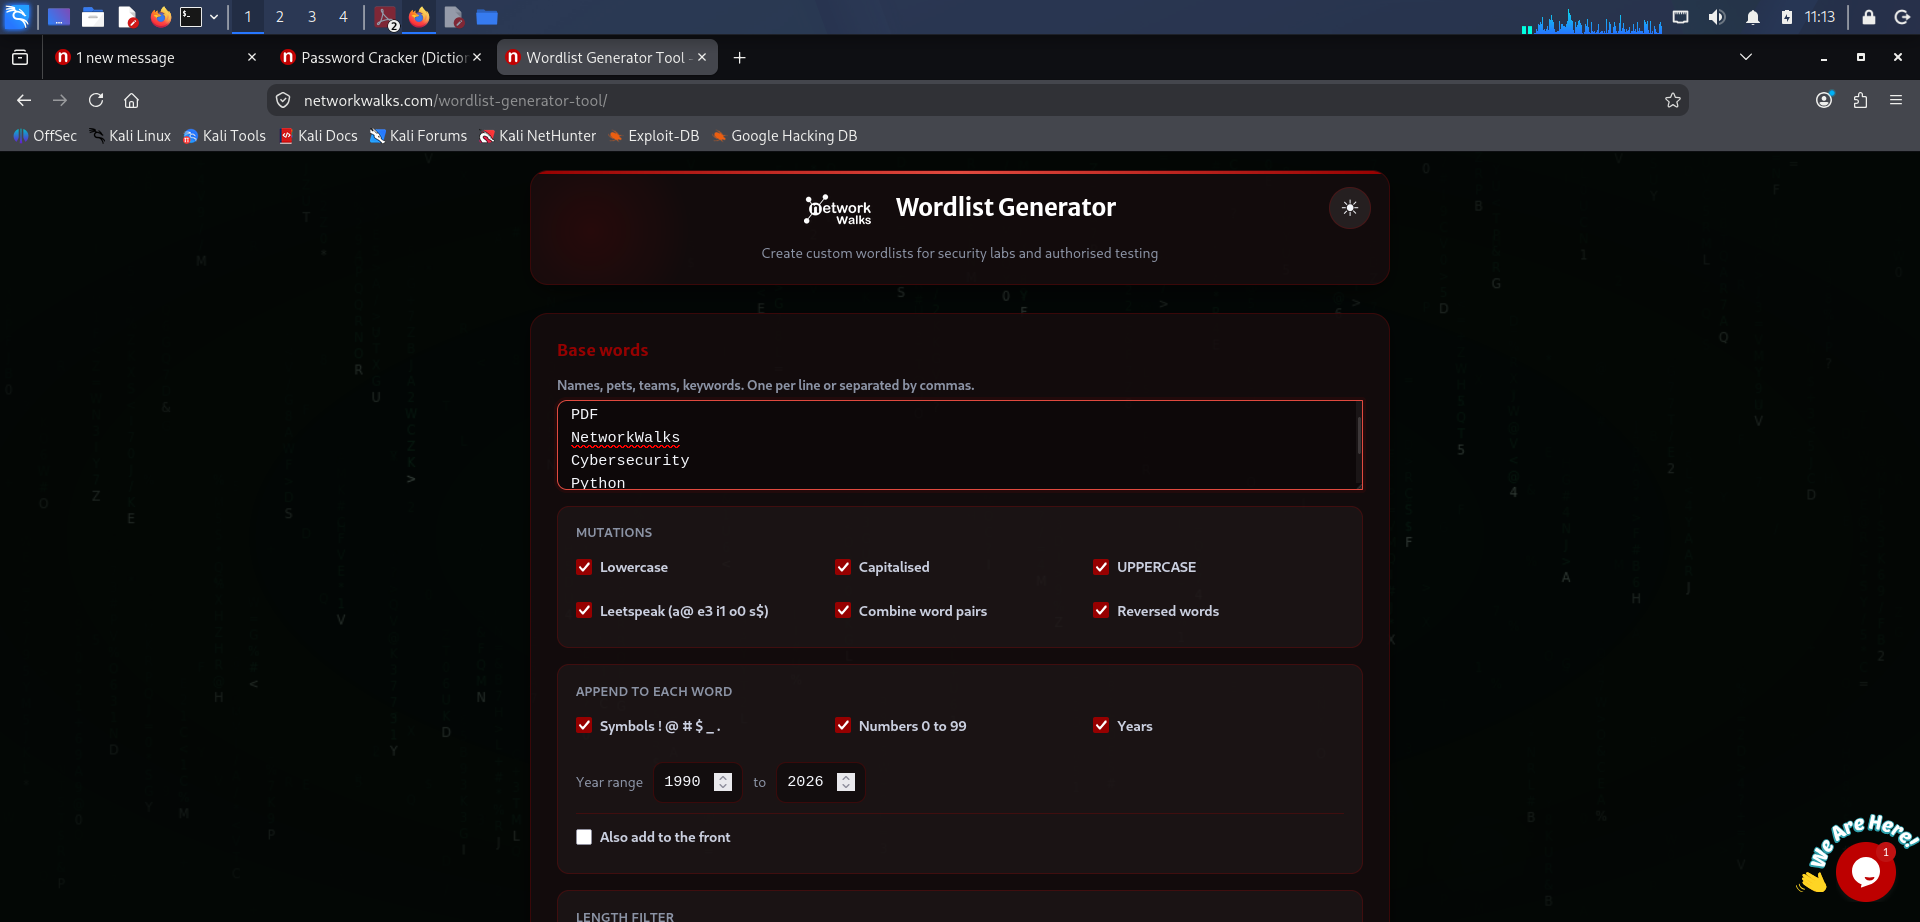 1 2 3 4
2
11:13
1 new message
Password Cracker (Dictior
Wordlist Generator Tool -
networkwalks.com/wordlist-generator-tool/
OffSec Kali Linux Kali Tools Kali Docs Kali Forums Kali NetHunter Exploit-DB Google Hacking DB
network Walks
Wordlist Generator
Create custom wordlists for security labs and authorised testing
Base words
Names, pets, teams, keywords. One per line or separated by commas.
PDF
NetworkWalks
Cybersecurity
Python
MUTATIONS
Lowercase Capitalised UPPERCASE
Leetspeak (a@ e3 i1 o0 s$) Combine word pairs Reversed words
APPEND TO EACH WORD
Symbols ! @ # $ _ . Numbers 0 to 99 Years
Year range 1990 to 2026
Also add to the front
LENGTH FILTER
We Are Here!
1